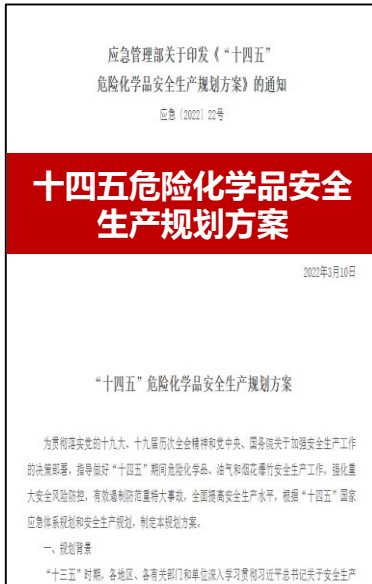 应急管理部关于印发《“十四五”
危险化学品安全生产规划方案》的通知
应急〔2022〕22号
十四五危险化学品安全
生产规划方案
2022年3月10日
“十四五”危险化学品安全生产规划方案
为贯彻落实党的十九大、十九届历次全会精神和党中央、国务院关于加强安全生产工作
的决策部署，指导做好“十四五”期间危险化学品、油气和烟花爆竹安全生产工作，强化重
大安全风险防控，有效遏制防范重特大事故，全面提高安全生产水平，根据“十四五”国家
应急体系规划和安全生产规划，制定本规划方案。
一、规划背景
“十三五”时期，各地区、各有关部门和单位深入学习贯彻习近平总书记关于安全生产